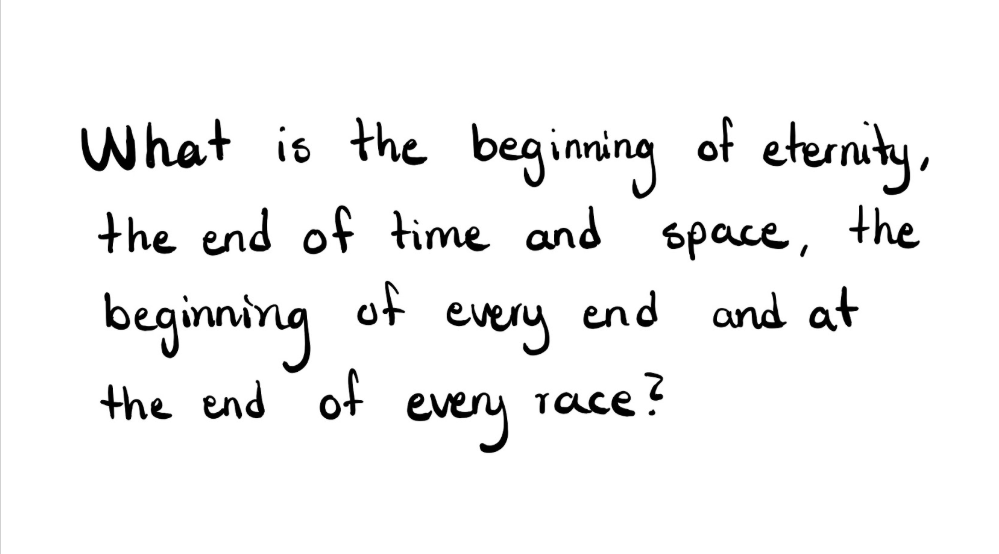 What is the beginning of eternity,
the end of time and space, the
beginning of every end and at
the end of every race?